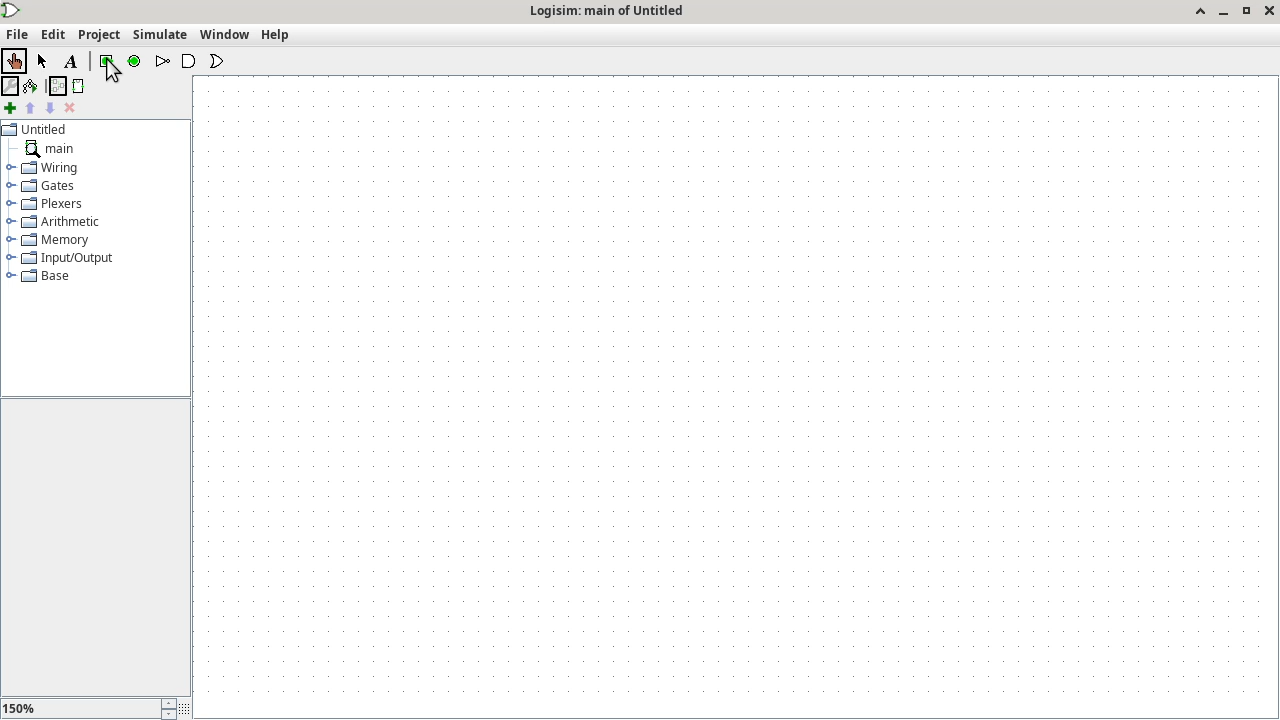 Logisim: main of Untitled
File Edit Project Simulate Window Help
A
Untitled
main
Wiring
Gates
Plexers
Arithmetic
Memory
Input/Output
Base
150%